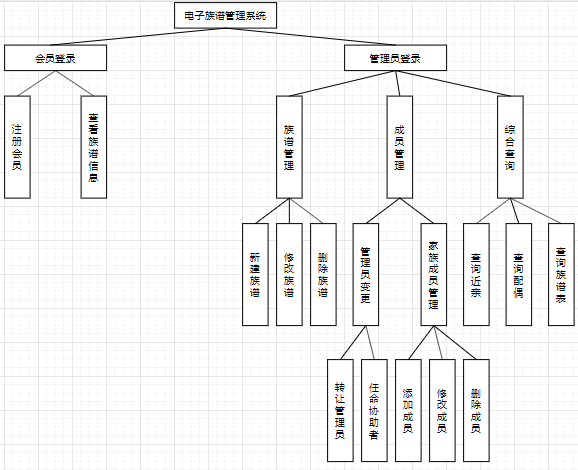 电子族谱管理系统
会员登录
管理员登录
注册会员
查看族谱信息
族谱管理
成员管理
综合查询
新建族谱
修改族谱
删除族谱
管理员变更
家族成员管理
查询近亲
查询配偶
查询族谱表
转让管理员
任命协助者
添加成员
修改成员
删除成员